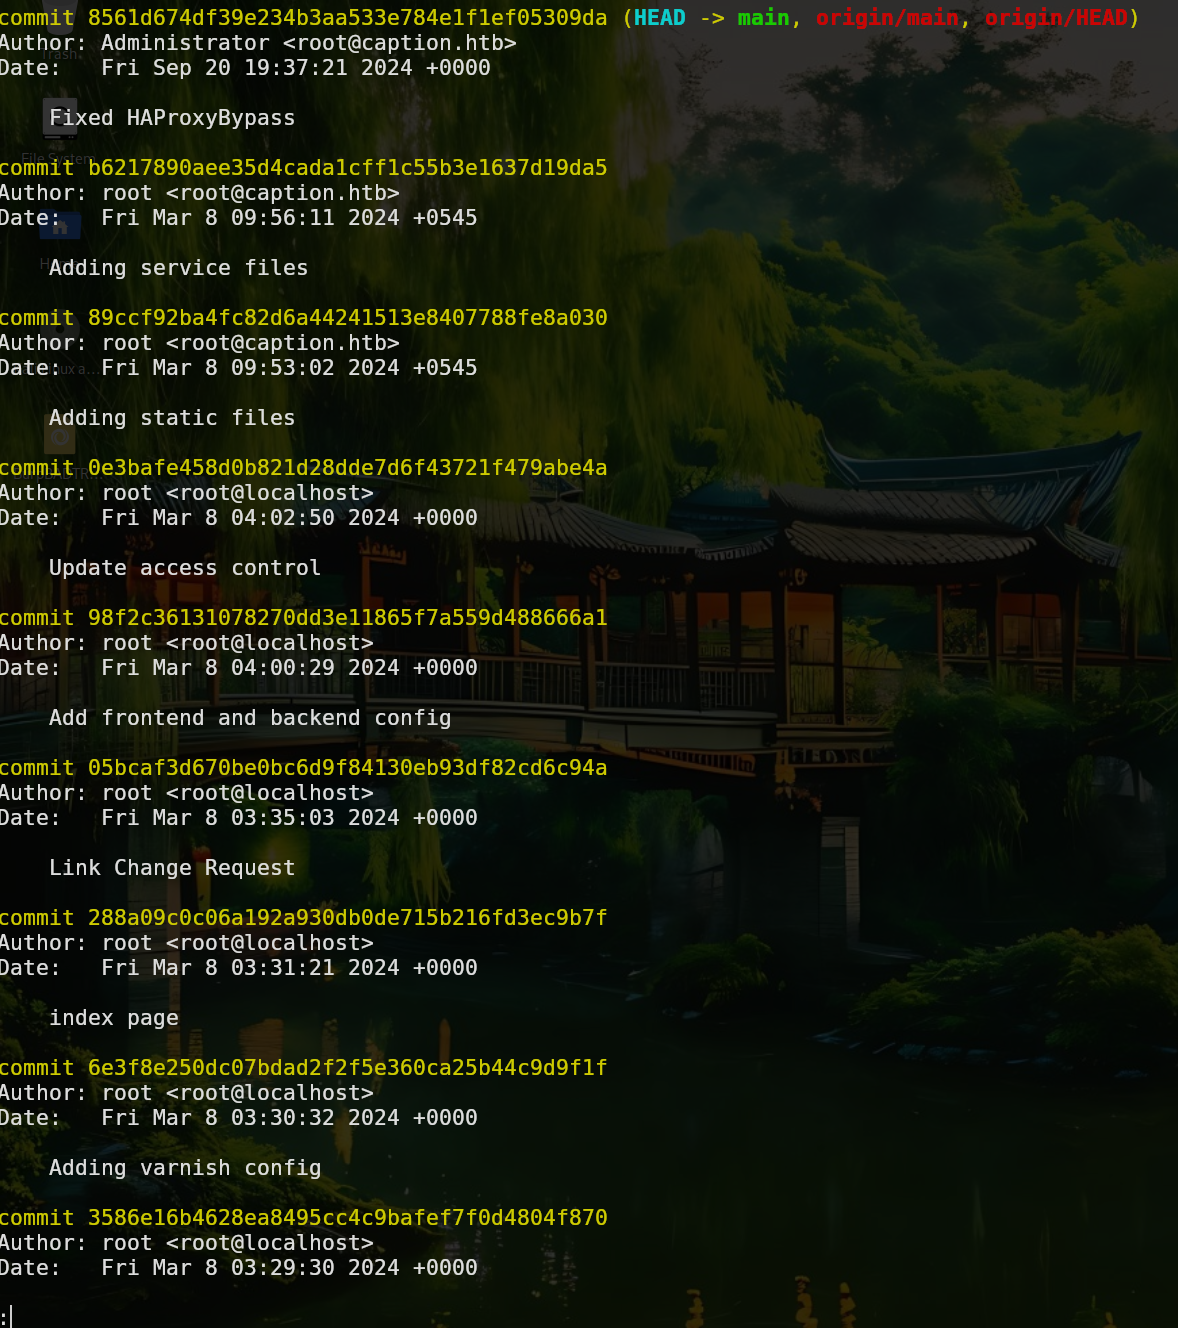 commit 8561d674df39e234b3aa533e784e1f1ef05309da (HEAD -> main, origin/main, origin/HEAD)
Author: Administrator <root@caption.htb>
Date:   Fri Sep 20 19:37:21 2024 +0000
Trash
    Fixed HAProxyBypass
File System
commit b6217890aee35d4cada1cff1c55b3e1637d19da5
Author: root <root@caption.htb>
Date:   Fri Mar 8 09:56:11 2024 +0545
    Adding service files
commit 89ccf92ba4fc82d6a44241513e8407788fe8a030
Author: root <root@caption.htb>
Date:   Fri Mar 8 09:53:02 2024 +0545
    Adding static files
commit 0e3bafe458d0b821d28dde7d6f43721f479abe4a
Author: root <root@localhost>
Date:   Fri Mar 8 04:02:50 2024 +0000
    Update access control
commit 98f2c36131078270dd3e11865f7a559d488666a1
Author: root <root@localhost>
Date:   Fri Mar 8 04:00:29 2024 +0000
    Add frontend and backend config
commit 05bcaf3d670be0bc6d9f84130eb93df82cd6c94a
Author: root <root@localhost>
Date:   Fri Mar 8 03:35:03 2024 +0000
    Link Change Request
commit 288a09c0c06a192a930db0de715b216fd3ec9b7f
Author: root <root@localhost>
Date:   Fri Mar 8 03:31:21 2024 +0000
    index page
commit 6e3f8e250dc07bdad2f2f5e360ca25b44c9d9f1f
Author: root <root@localhost>
Date:   Fri Mar 8 03:30:32 2024 +0000
    Adding varnish config
commit 3586e16b4628ea8495cc4c9bafef7f0d4804f870
Author: root <root@localhost>
Date:   Fri Mar 8 03:29:30 2024 +0000
: